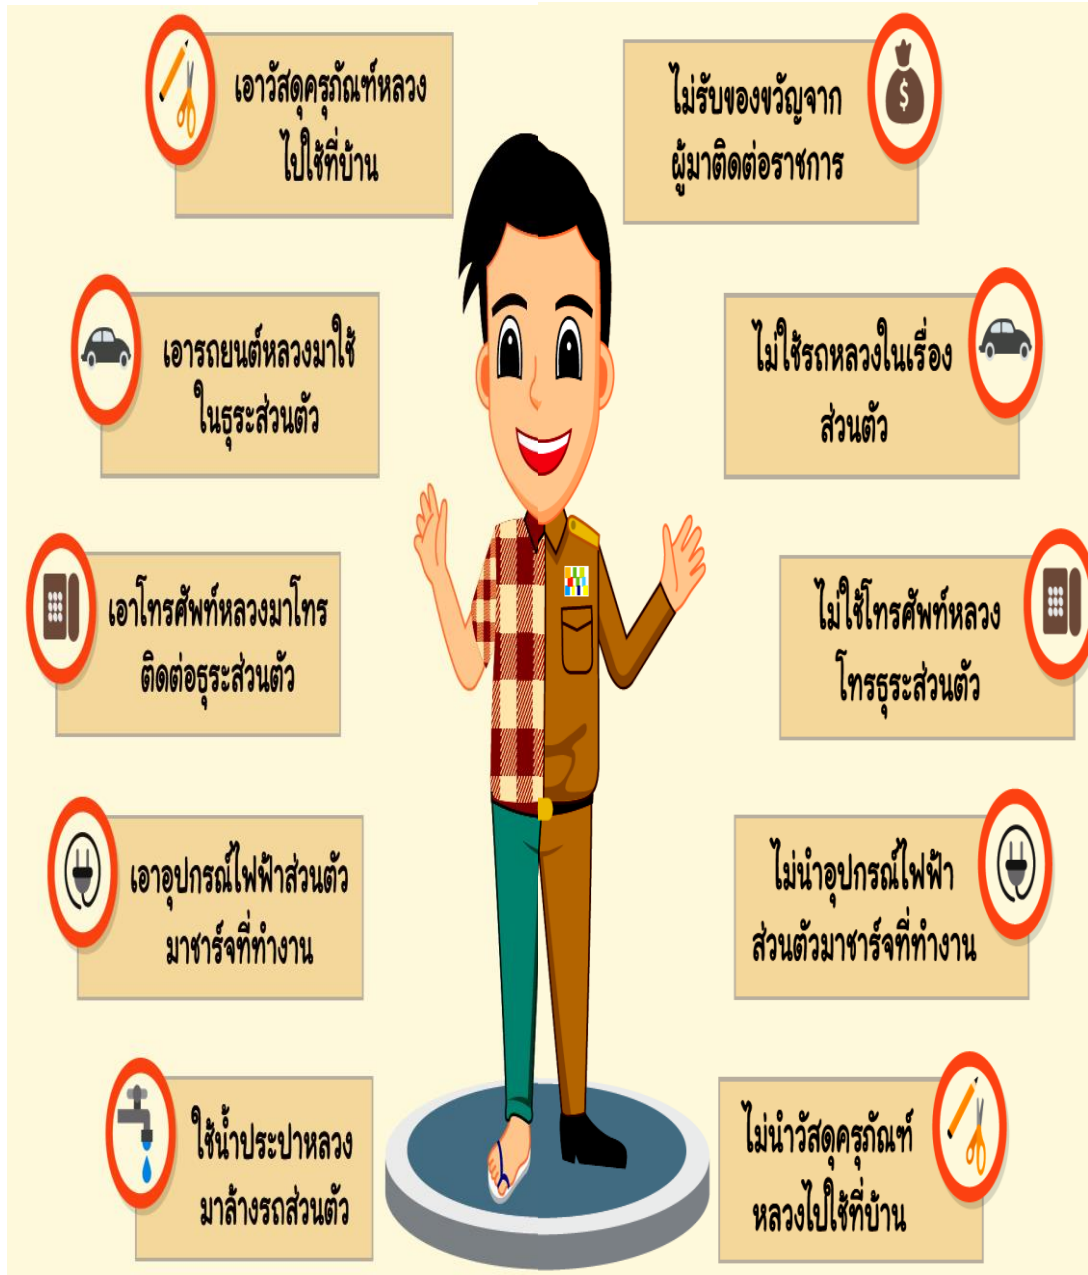 เอาวัสดุครุภัณฑ์หลวง
ไปใช้ที่บ้าน
เอารถยนต์หลวงมาใช้
ในธุระส่วนตัว
เอาโทรศัพท์หลวงมาโทร
ติดต่อธุระส่วนตัว
เอาอุปกรณ์ไฟฟ้าส่วนตัว
มาชาร์จที่ทำงาน
ใช้น้ำประปาหลวง
มาล้างรถส่วนตัว
ไม่รับของขวัญจาก
ผู้มาติดต่อราชการ
$
ไม่ใช้รถหลวงในเรื่อง
ส่วนตัว
ไม่ใช้โทรศัพท์หลวง
โทรธุระส่วนตัว
ไม่นำอุปกรณ์ไฟฟ้า
ส่วนตัวมาชาร์จที่ทำงาน
ไม่นำวัสดุครุภัณฑ์
หลวงไปใช้ที่บ้าน